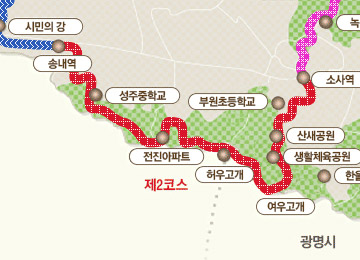 시민의 강
녹
송내역
소사역
성주중학교
부원초등학교
산새공원
전진아파트
생활체육공원
허우고개
한울
제2코스
여우고개
광명시